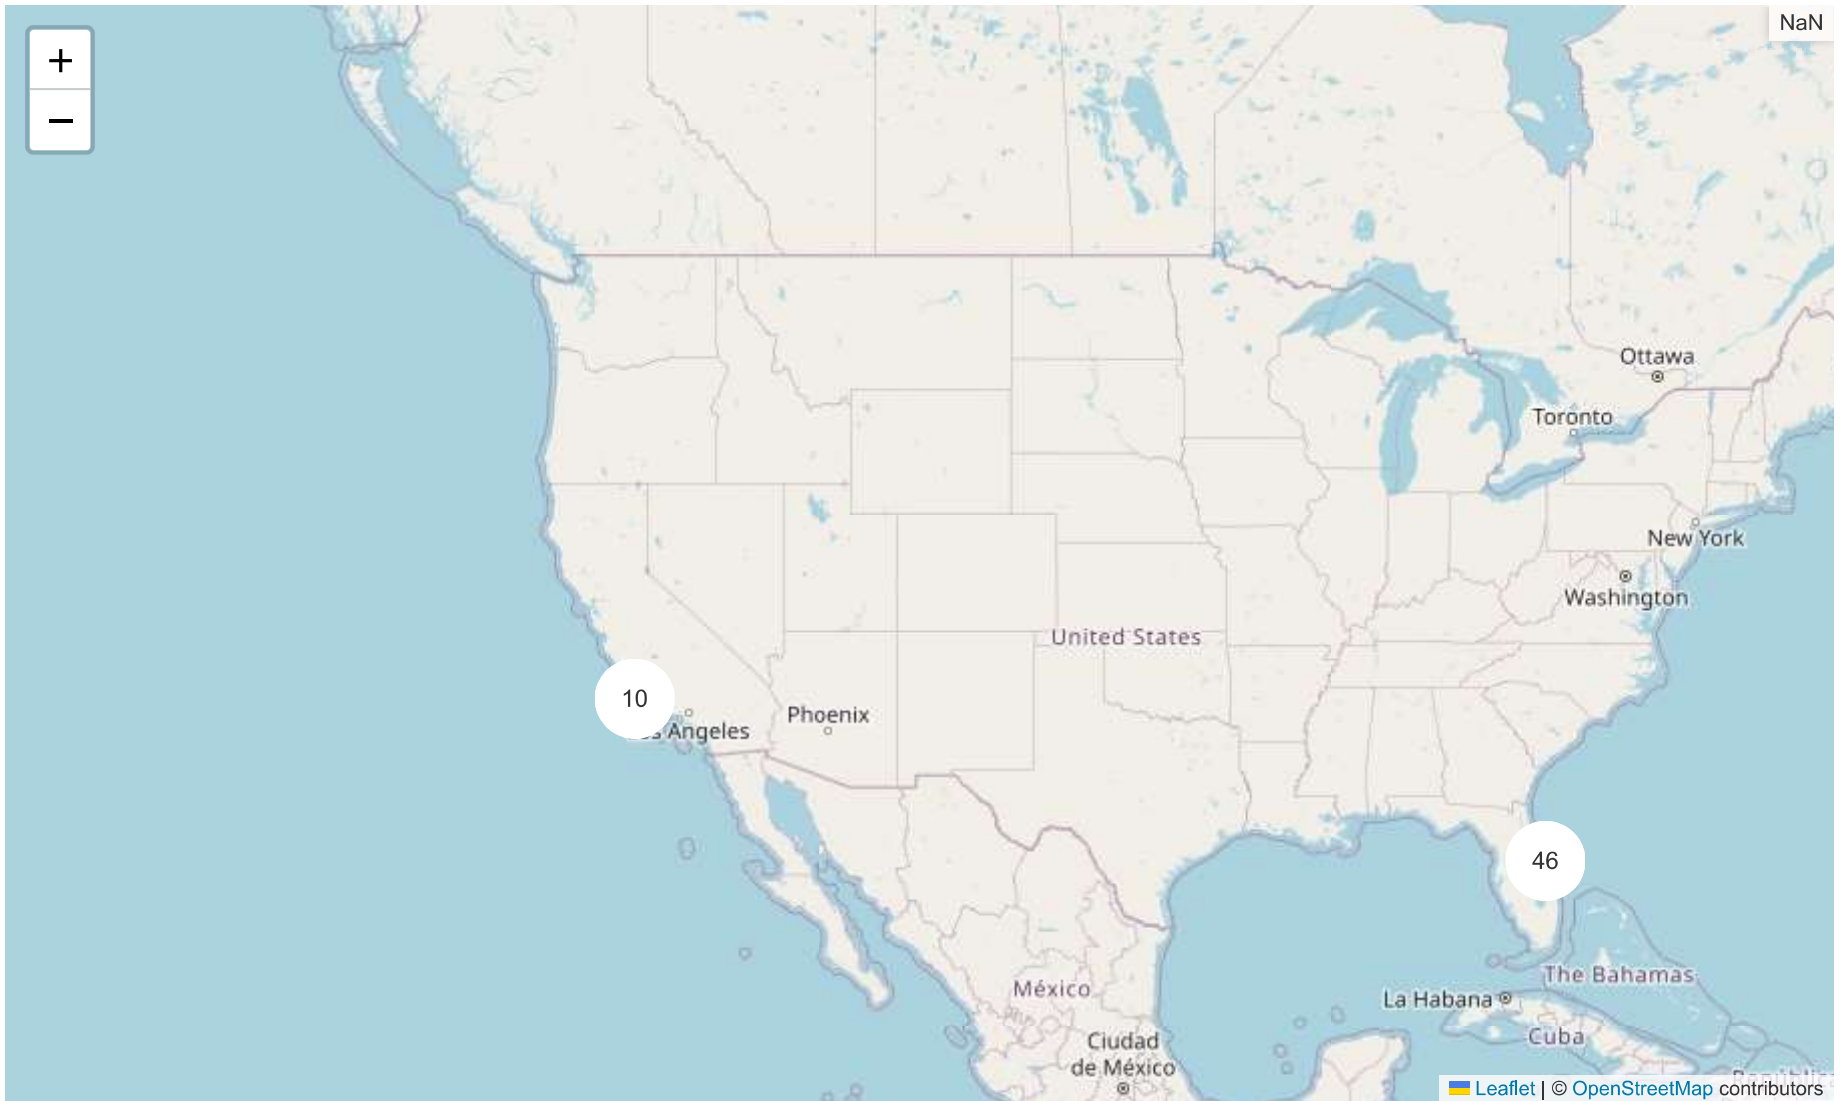 +
NaN
−
Ottawa
Toronto
New York
Washington
United States
10
Phoenix
s Angeles
46
The Bahamas
México
La Habana
Cuba
Ciudad
de México
Leaflet | © OpenStreetMap contributors